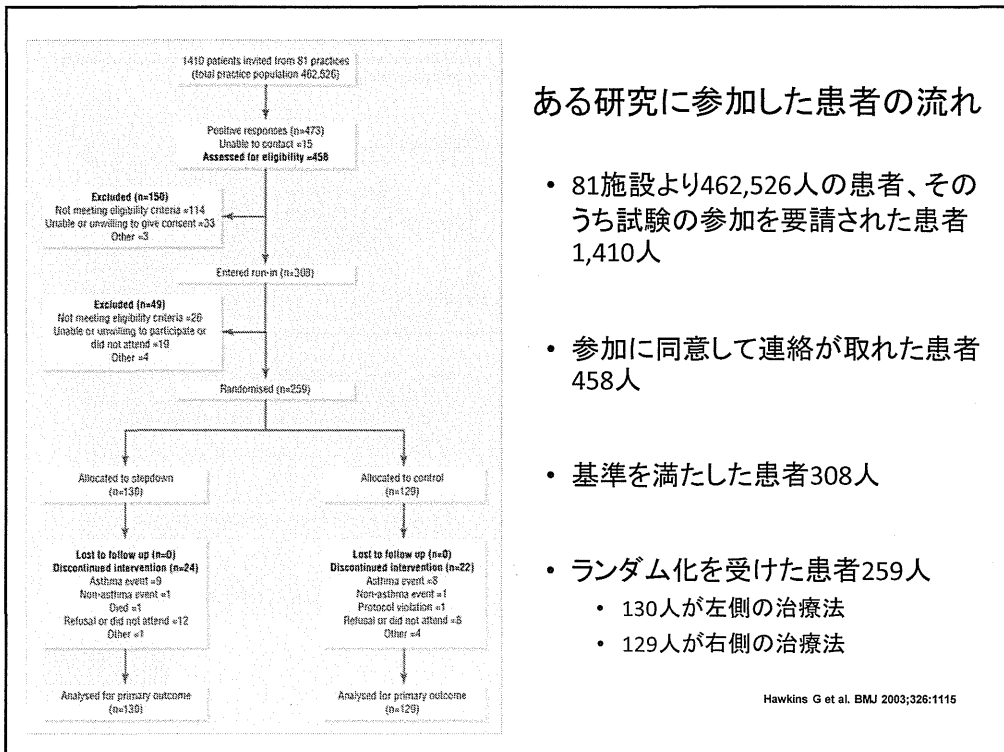 1410 patients invited from 81 practices
(total practice population 462,526)
Positive responses (n=473)
Unable to contact =15
Assessed for eligibility =458
Excluded (n=150)
Not meeting eligibility criteria =114
Unable or unwilling to give consent =33
Other =3
Entered run-in (n=308)
Excluded (n=49)
Not meeting eligibility criteria =26
Unable or unwilling to participate or
did not attend =19
Other =4
Randomised (n=259)
Allocated to stepdown
(n=130)
Allocated to control
(n=129)
Lost to follow up (n=0)
Discontinued intervention (n=24)
Asthma event =9
Non-asthma event =1
Died =1
Refusal or did not attend =12
Other =1
Lost to follow up (n=0)
Discontinued intervention (n=22)
Asthma event =8
Non-asthma event =1
Protocol violation =1
Refusal or did not attend =8
Other =4
Analysed for primary outcome
(n=130)
Analysed for primary outcome
(n=129)
ある研究に参加した患者の流れ
• 81施設より462,526人の患者、その
うち試験の参加を要請された患者
1,410人
• 参加に同意して連絡が取れた患者
458人
• 基準を満たした患者308人
• ランダム化を受けた患者259人
• 130人が左側の治療法
• 129人が右側の治療法
Hawkins G et al. BMJ 2003;326:1115